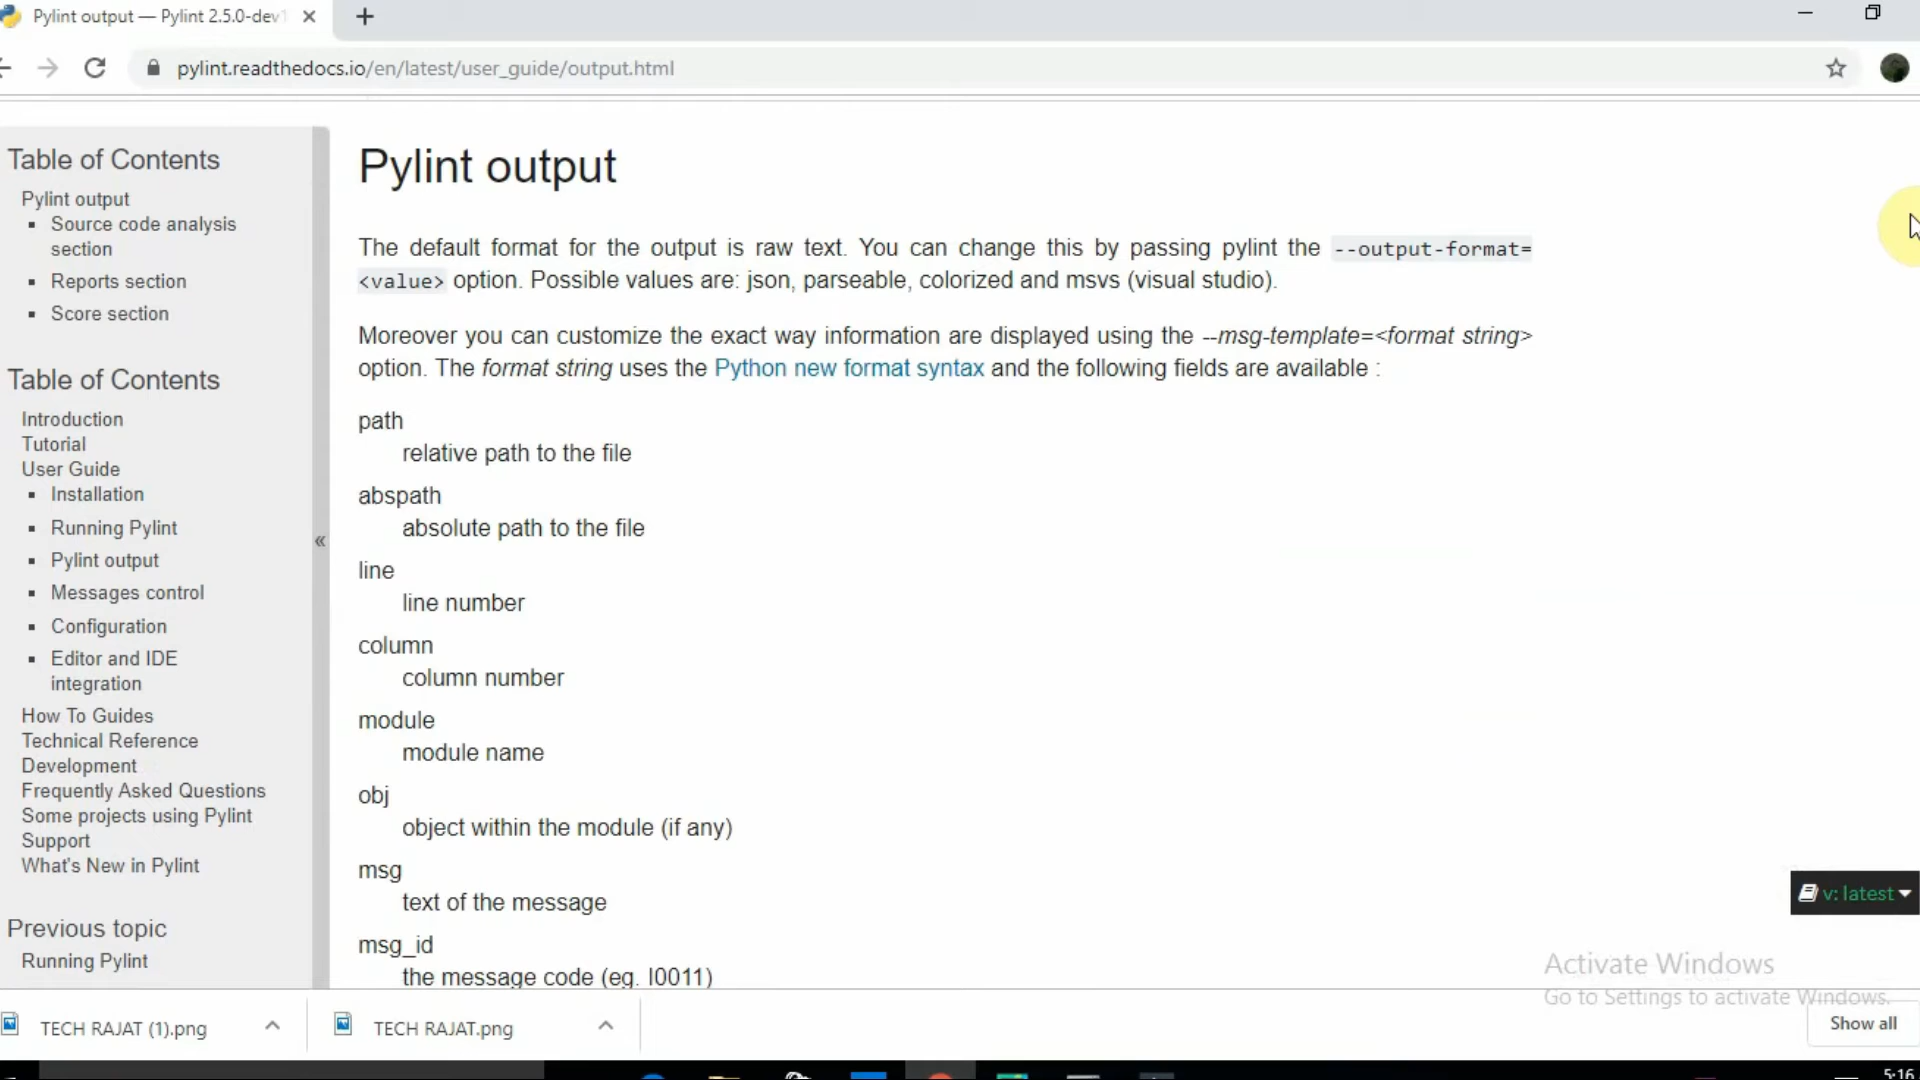 Pylint output — Pylint 2.5.0-dev1
pylint.readthedocs.io/en/latest/user_guide/output.html
Table of Contents
Pylint output
Source code analysis
section
Reports section
Score section
Table of Contents
Introduction
Tutorial
User Guide
Installation
Running Pylint
Pylint output
Messages control
Configuration
Editor and IDE
integration
How To Guides
Technical Reference
Development
Frequently Asked Questions
Some projects using Pylint
Support
What's New in Pylint
Previous topic
Running Pylint
«
Pylint output
The default format for the output is raw text. You can change this by passing pylint the --output-format=
<value> option. Possible values are: json, parseable, colorized and msvs (visual studio).
Moreover you can customize the exact way information are displayed using the --msg-template=<format string>
option. The format string uses the Python new format syntax and the following fields are available :
path
relative path to the file
abspath
absolute path to the file
line
line number
column
column number
module
module name
obj
object within the module (if any)
msg
text of the message
msg_id
the message code (eg. I0011)
v: latest
Activate Windows
Go to Settings to activate Windows.
TECH RAJAT (1).png
TECH RAJAT.png
Show all
5:16